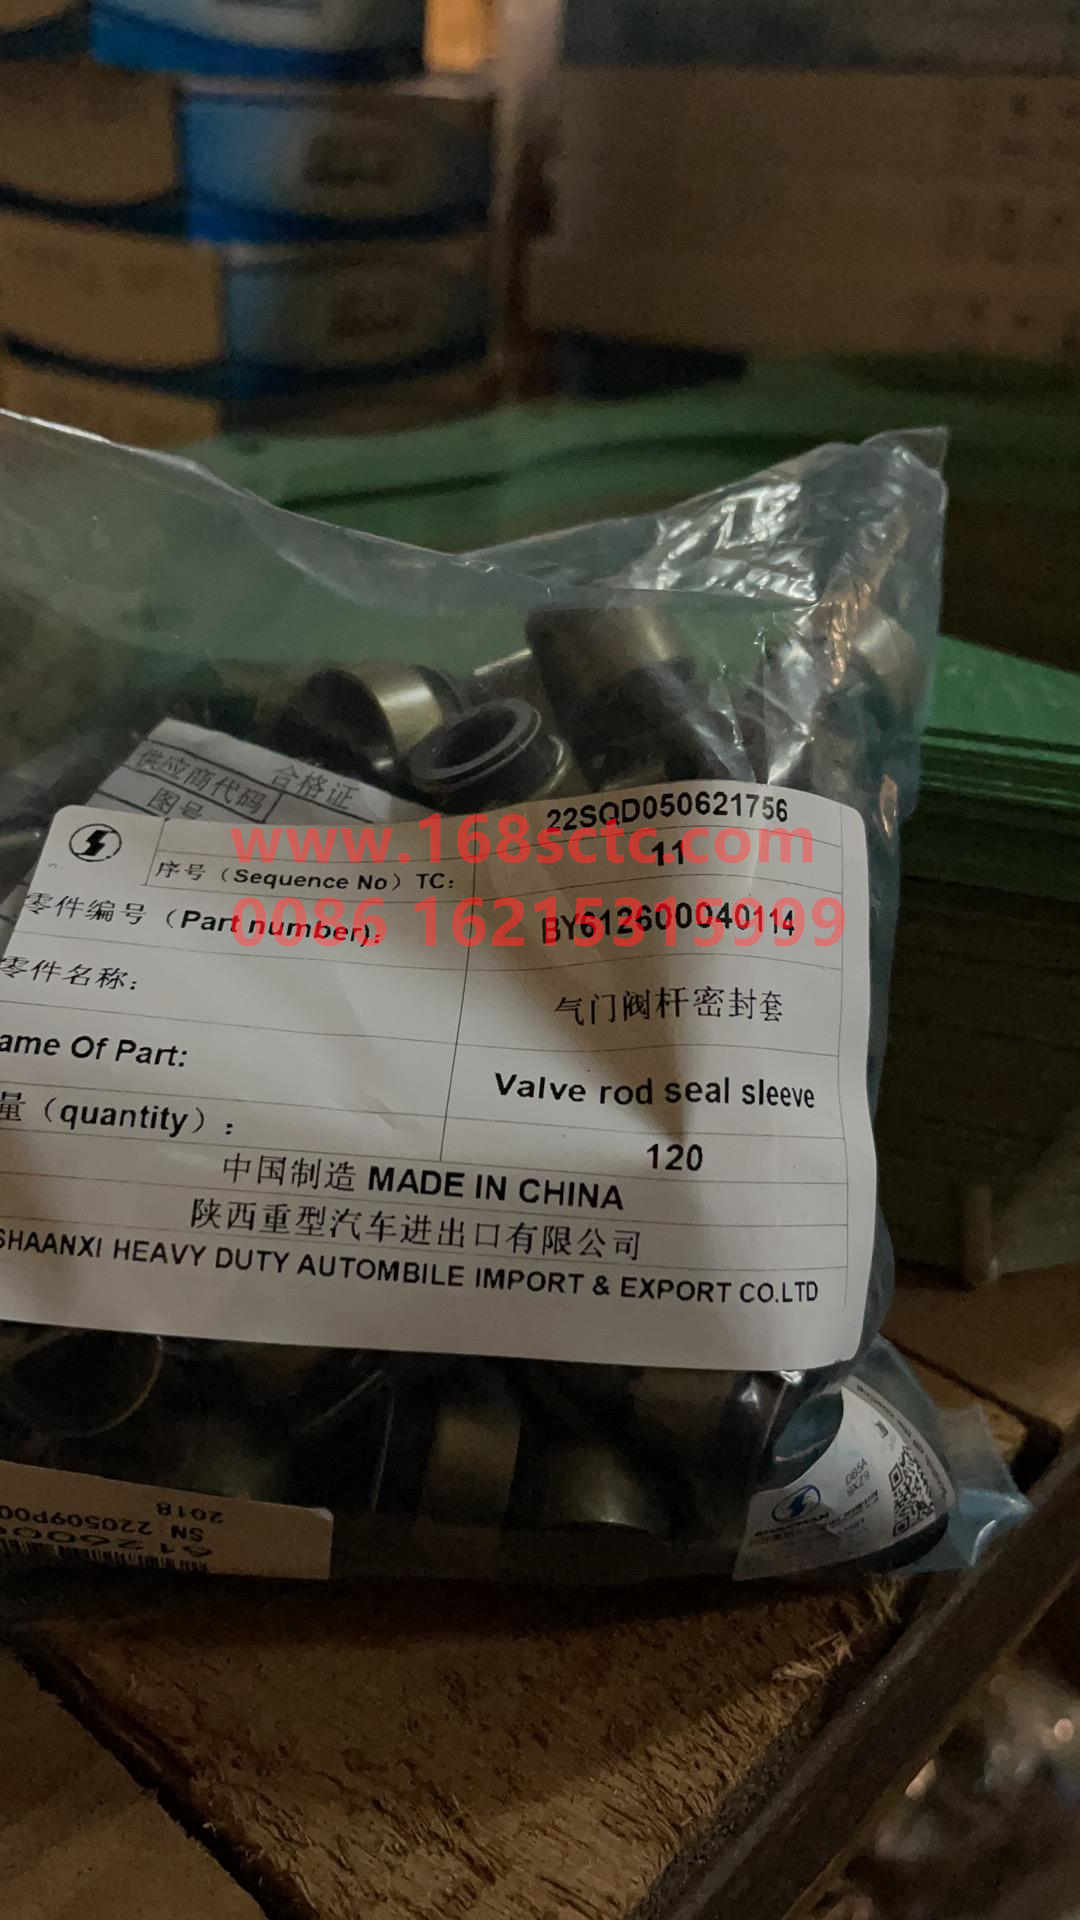 合格证
供应商代码
图号
22SQD050621756
序号（Sequence No）TC: 11
零件编号（Part number): BY612600040114
零件名称: 气门阀杆密封套
ame Of Part: Valve rod seal sleeve
量（quantity）: 120
中国制造 MADE IN CHINA
陕西重型汽车进出口有限公司
SHAANXI HEAVY DUTY AUTOMBILE IMPORT & EXPORT CO.LTD
www.168sctc.com
0086 16215315999
2018
SN 220509P00